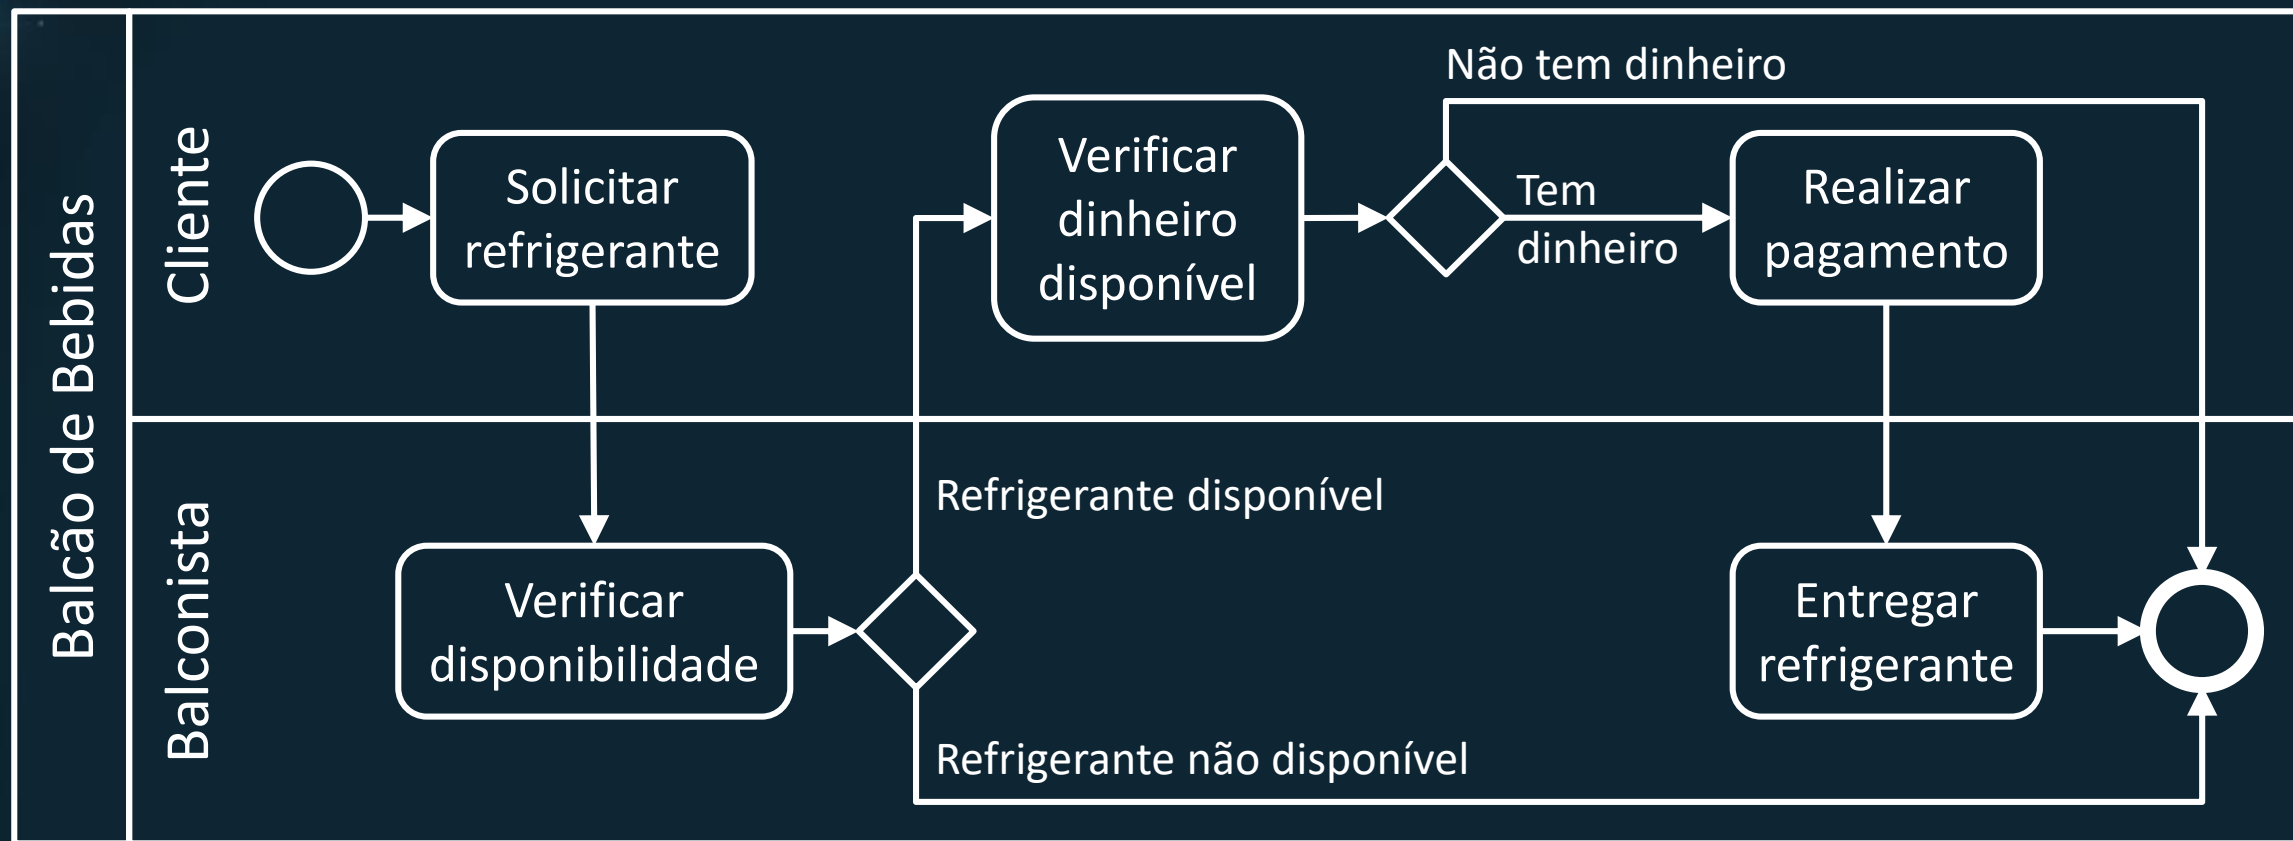 Balcão de Bebidas
Cliente
Solicitar
refrigerante
Verificar
dinheiro
disponível
Não tem dinheiro
Tem
dinheiro
Realizar
pagamento
Balconista
Verificar
disponibilidade
Refrigerante disponível
Refrigerante não disponível
Entregar
refrigerante